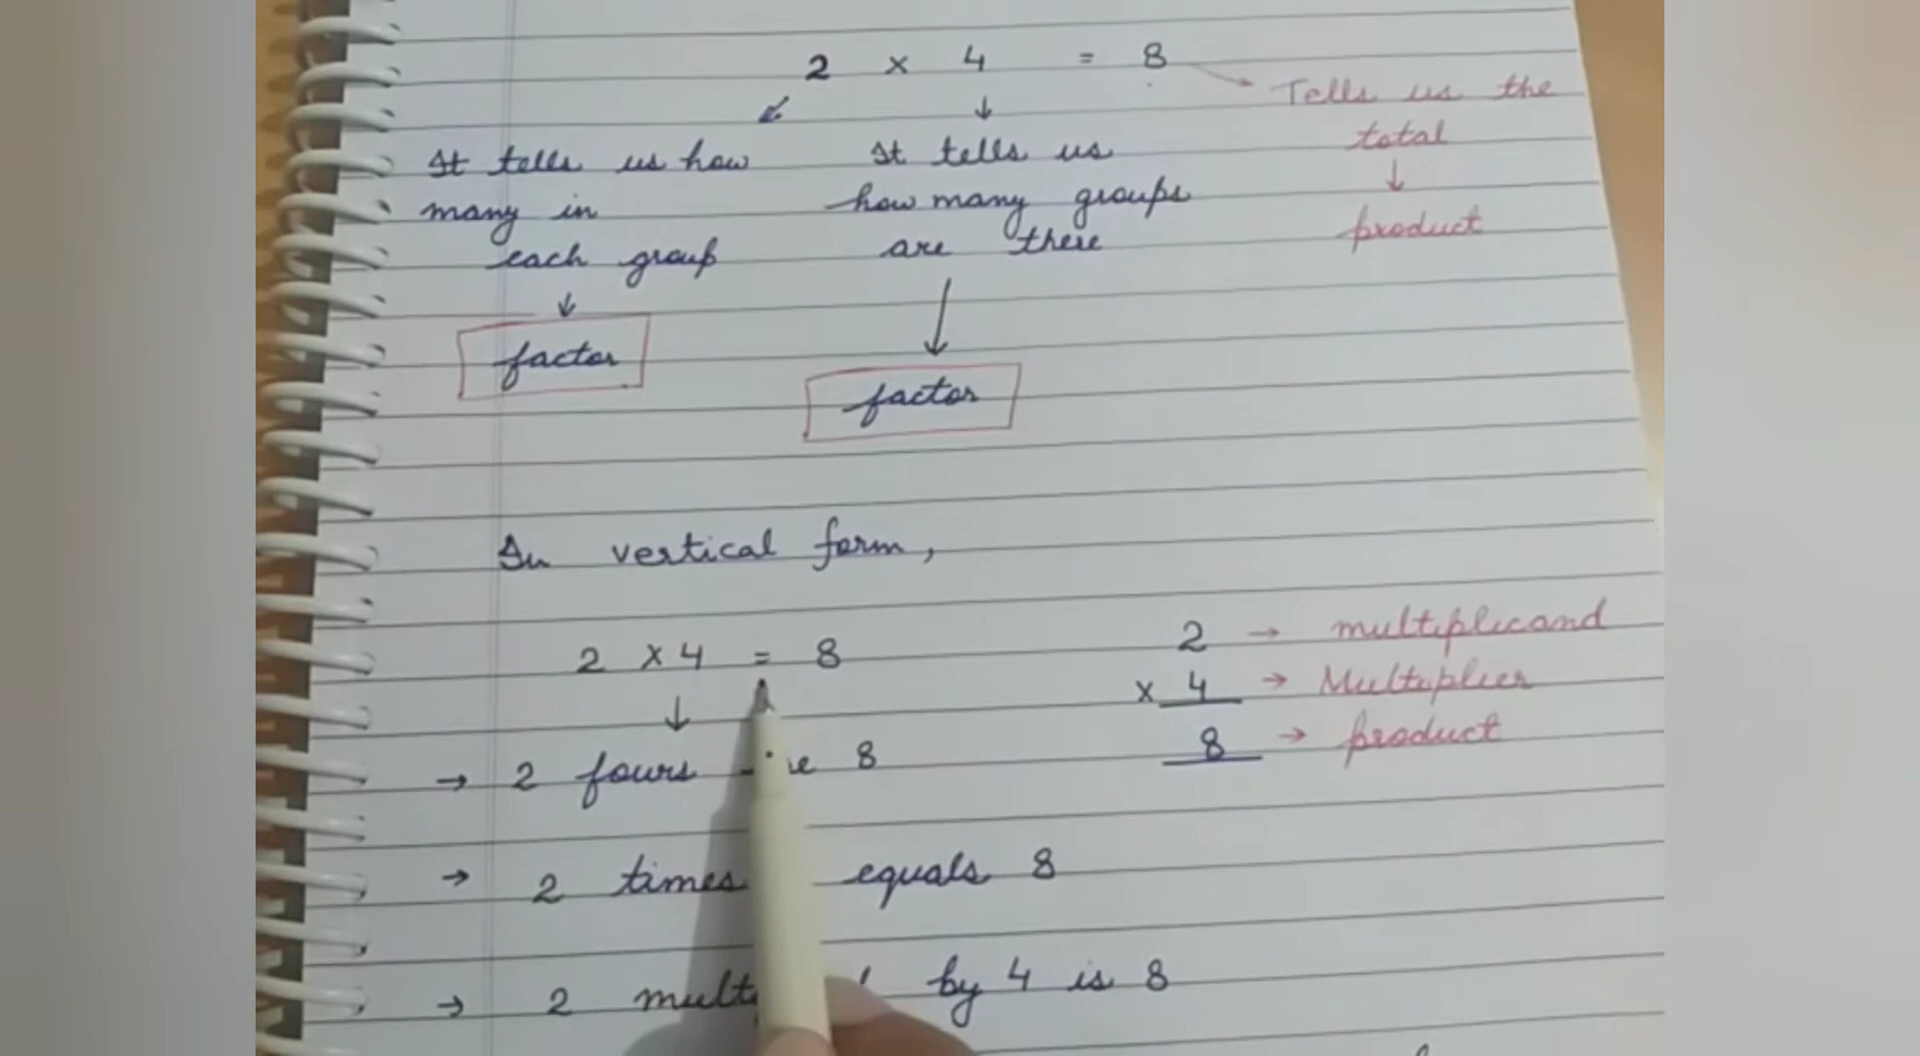 2 × 4 = 8
It tells us how
many in
each group
factor
It tells us
how many groups
are there
factor
Tells us the
total
product
In vertical form,
2 × 4 = 8
→ 2 fours 8
→ 2 times equals 8
→ 2 by 4 is 8
2 → multiplicand
× 4 → Multiplier
8 → product